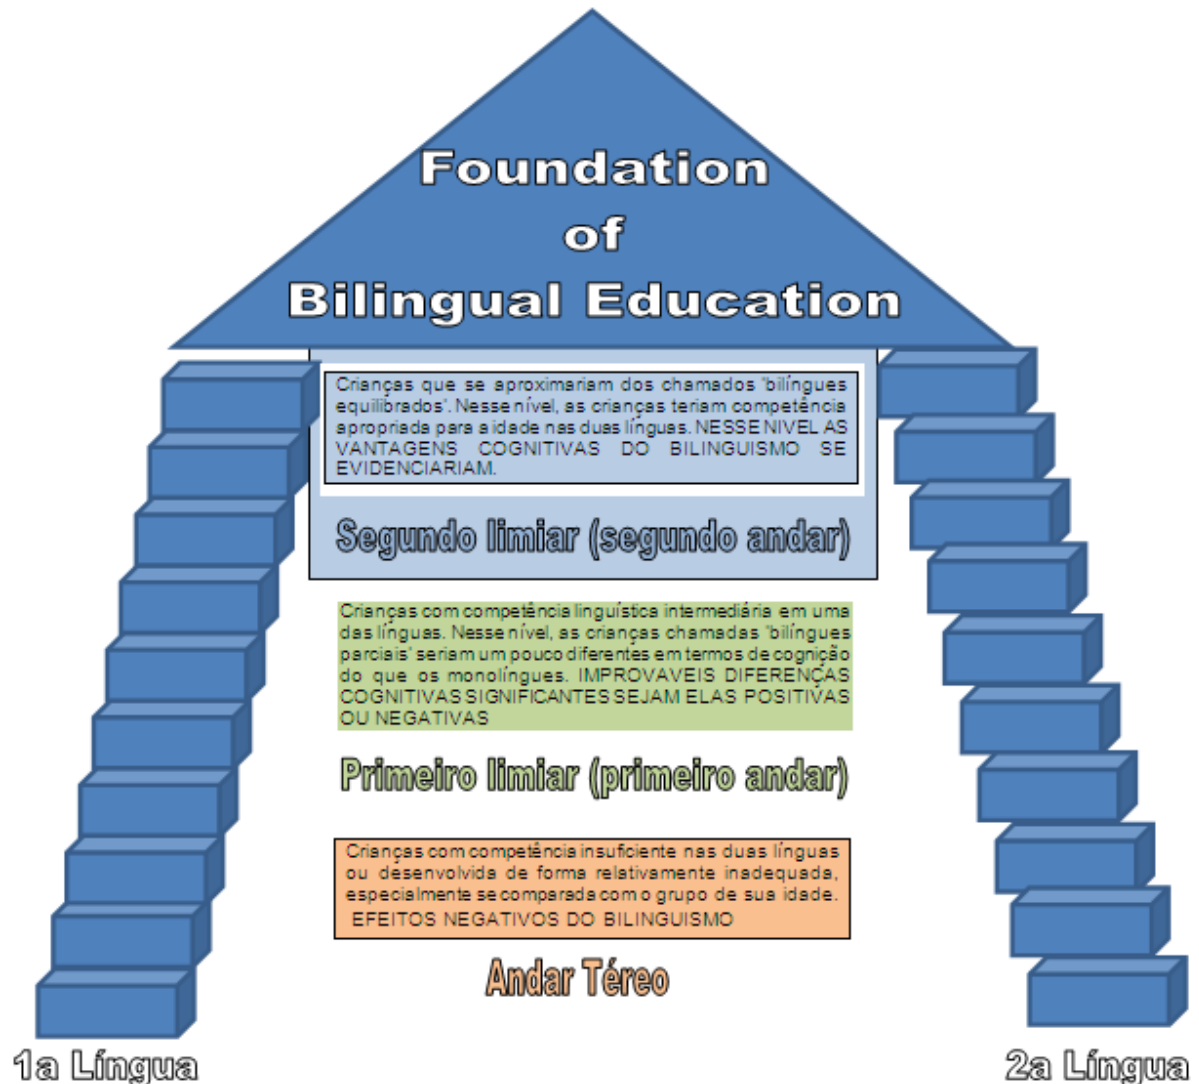 Foundation
of
Bilingual Education
Crianças que se aproximariam dos chamados 'bilíngues
equilibrados'. Nesse nível, as crianças teriam competência
apropriada para a idade nas duas línguas. NESSE NIVEL AS
VANTAGENS COGNITIVAS DO BILINGUISMO SE
EVIDENCIARIAM.
Segundo limiar (segundo andar)
Crianças com competência linguística intermediária em uma
das línguas. Nesse nível, as crianças chamadas 'bilíngues
parciais' seriam um pouco diferentes em termos de cognição
do que os monolíngues. IMPROVAVEIS DIFERENÇAS
COGNITIVAS SIGNIFICANTES SEJAM ELAS POSITIVAS
OU NEGATIVAS
Primeiro limiar (primeiro andar)
Crianças com competência insuficiente nas duas línguas
ou desenvolvida de forma relativamente inadequada,
especialmente se comparada com o grupo de sua idade.
EFEITOS NEGATIVOS DO BILINGUISMO
Andar Téreo
1a Língua
2a Língua